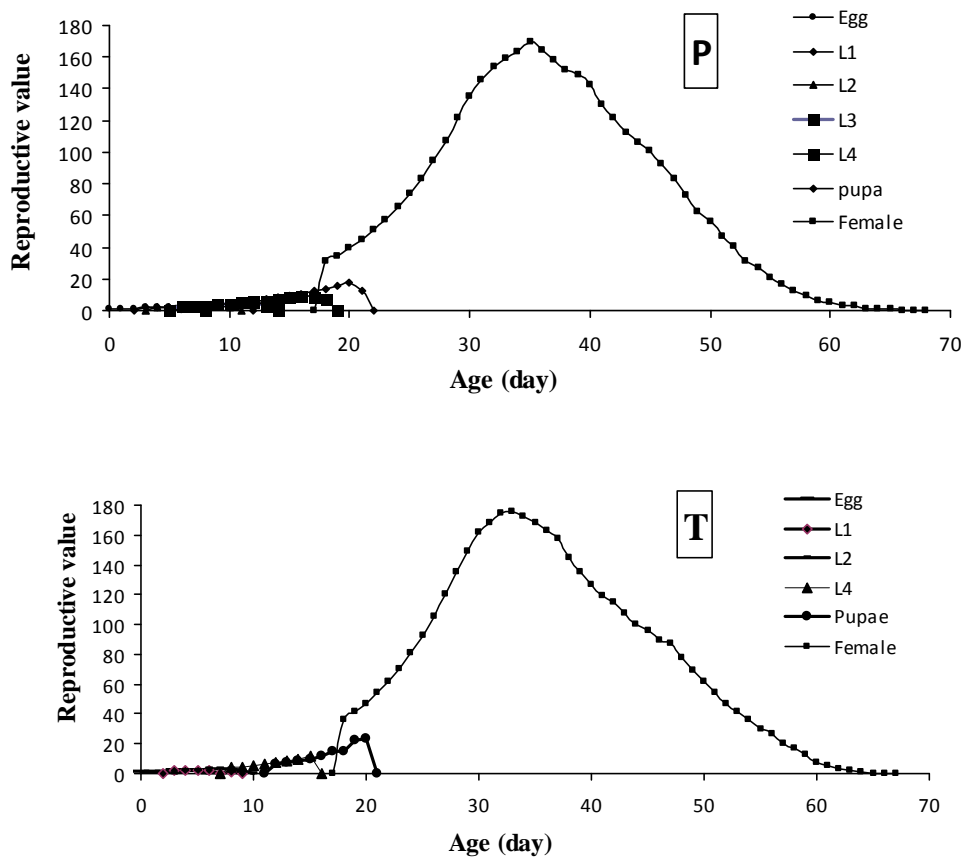 P
Reproductive value
180
160
140
120
100
80
60
40
20
0
0 10 20 30 40 50 60 70
Age (day)
Egg
L1
L2
L3
L4
pupa
Female
T
Reproductive value
180
160
140
120
100
80
60
40
20
0
0 10 20 30 40 50 60 70
Age (day)
Egg
L1
L2
L4
Pupae
Female